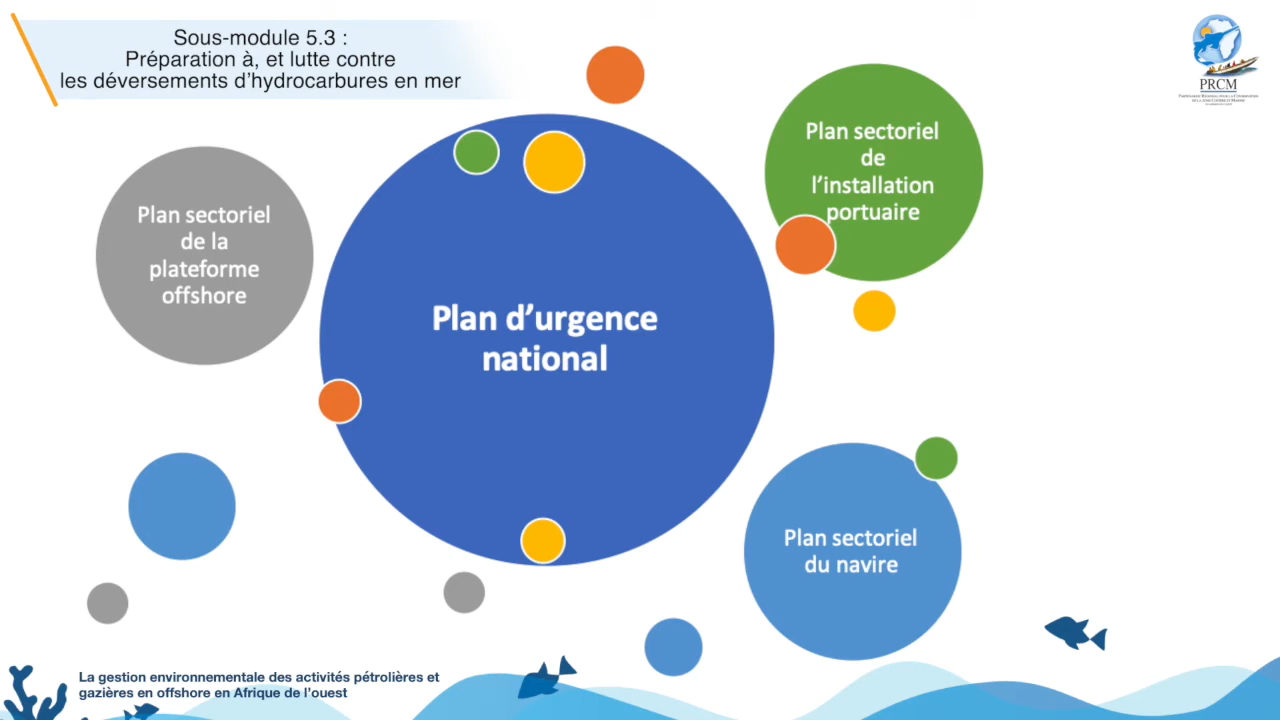 Sous-module 5.3 :
Préparation à, et lutte contre
les déversements d’hydrocarbures en mer
PRCM
Plan sectoriel
de
l’installation
portuaire
Plan sectoriel
de la
plateforme
offshore
Plan d’urgence
national
Plan sectoriel
du navire
La gestion environnementale des activités pétrolières et
gazières en offshore en Afrique de l’ouest